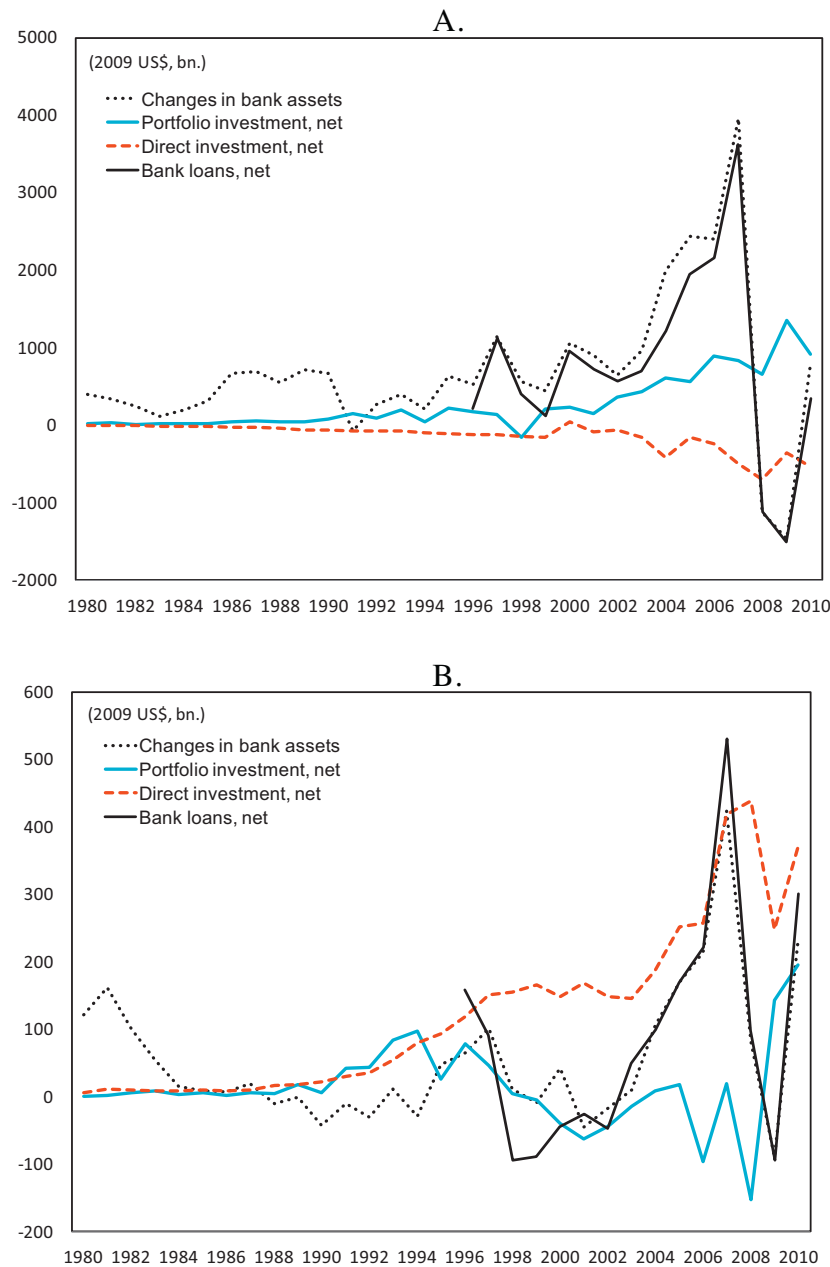 A.
5000
(2009 US$, bn.)
Changes in bank assets
4000
Portfolio investment, net
Direct investment, net
Bank loans, net
3000
2000
1000
0
-1000
-2000
1980 1982 1984 1986 1988 1990 1992 1994 1996 1998 2000 2002 2004 2006 2008 2010
B.
600
(2009 US$, bn.)
Changes in bank assets
500
Portfolio investment, net
Direct investment, net
Bank loans, net
400
300
200
100
0
-100
-200
1980 1982 1984 1986 1988 1990 1992 1994 1996 1998 2000 2002 2004 2006 2008 2010